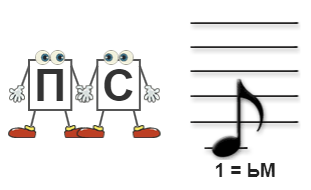 П С
1 = ЬМ